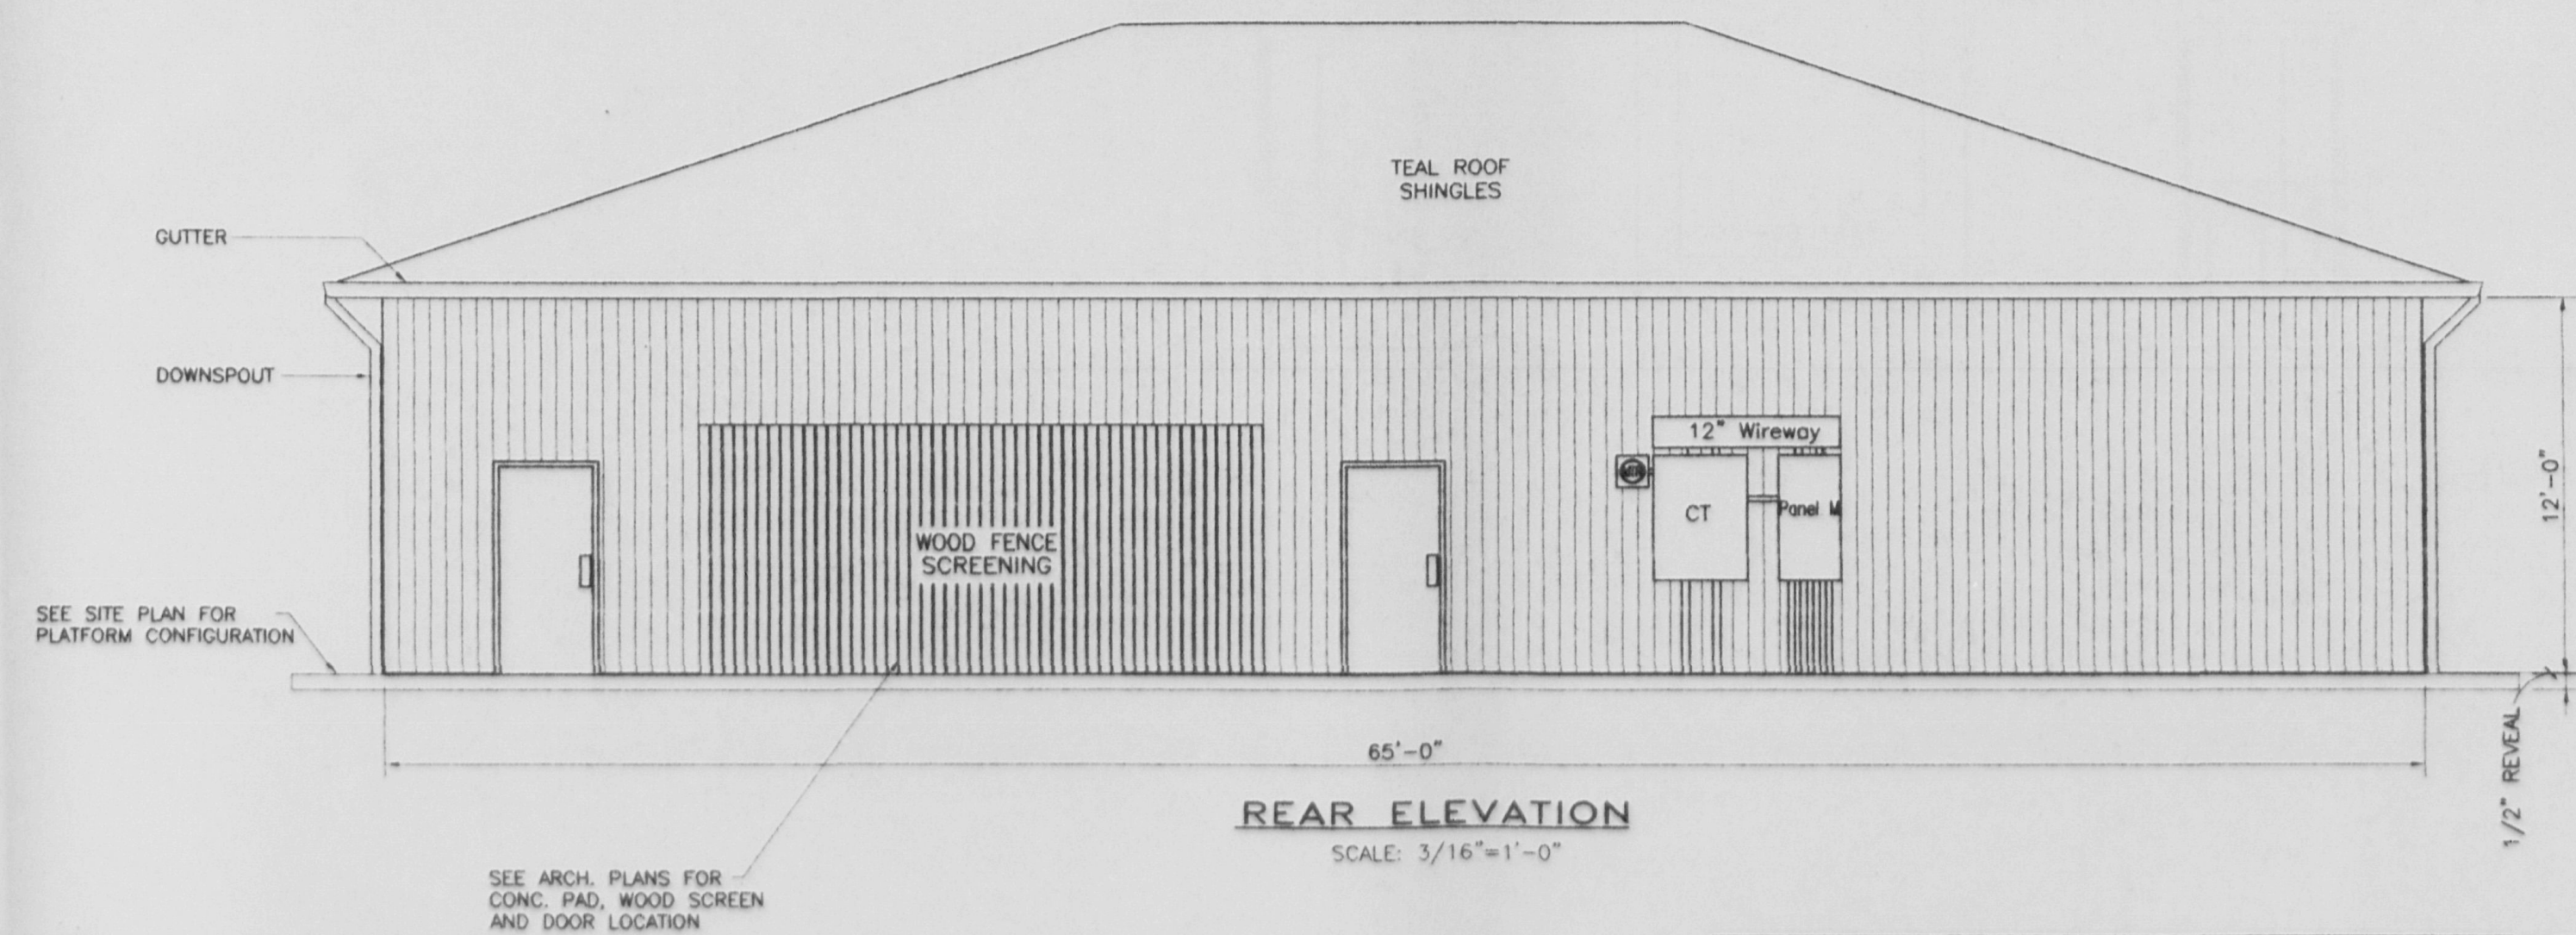 TEAL ROOF
SHINGLES
GUTTER
DOWNSPOUT
12" Wireway
MTR
CT
Panel M
WOOD FENCE
SCREENING
12'-0"
SEE SITE PLAN FOR
PLATFORM CONFIGURATION
65'-0"
1/2" REVEAL
REAR ELEVATION
SCALE: 3/16"=1'-0"
SEE ARCH. PLANS FOR
CONC. PAD, WOOD SCREEN
AND DOOR LOCATION